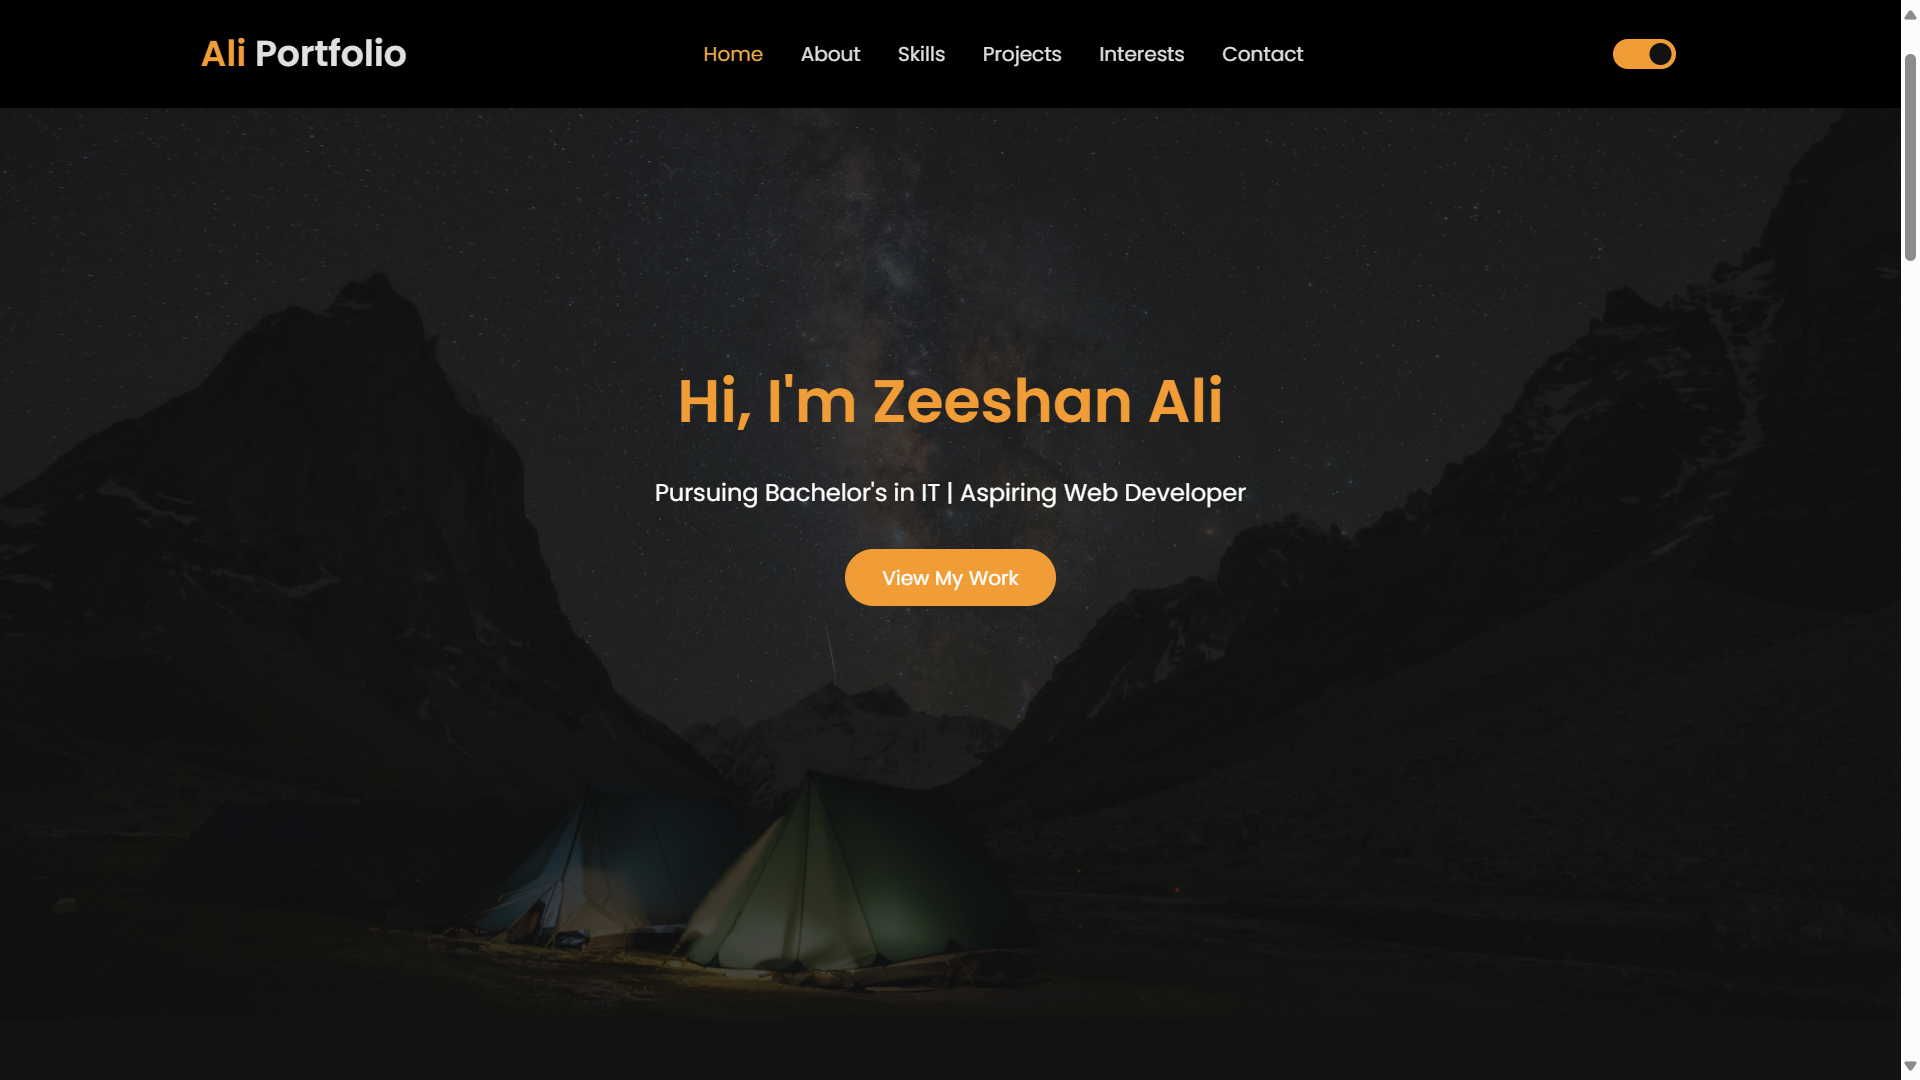 Ali Portfolio
Home
About
Skills
Projects
Interests
Contact
Hi, I'm Zeeshan Ali
Pursuing Bachelor's in IT | Aspiring Web Developer
View My Work